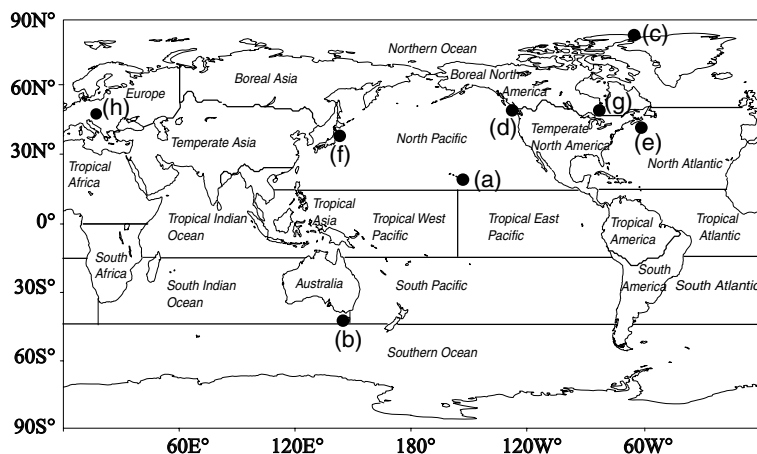 90N°
Northern Ocean
(c)
60N°
Europe
Boreal Asia
Boreal North
America
(h)
(d)
(g)
Temperate Asia
(f)
North Pacific
Temperate
North America
(e)
30N°
Tropical
Africa
(a)
North Atlantic
0°
Tropical Indian
Ocean
Tropical
Asia
Tropical West
Pacific
Tropical East
Pacific
Tropical
America
Tropical
Atlantic
South
Africa
30S°
South Indian
Ocean
Australia
South Pacific
South
America
South Atlantic
(b)
Southern Ocean
60S°
90S°
60E° 120E° 180° 120W° 60W°